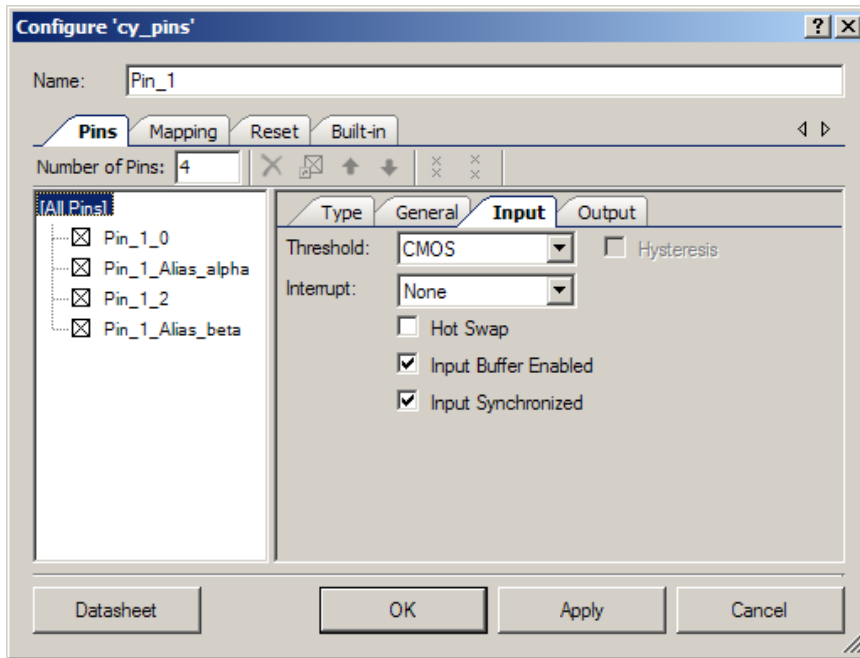 Configure 'cy_pins'
Name: Pin_1
Pins Mapping Reset Built-in
Number of Pins: 4
[All Pins]
Pin_1_0
Pin_1_Alias_alpha
Pin_1_2
Pin_1_Alias_beta
Type General Input Output
Threshold: CMOS Hysteresis
Interrupt: None
Hot Swap
Input Buffer Enabled
Input Synchronized
Datasheet OK Apply Cancel